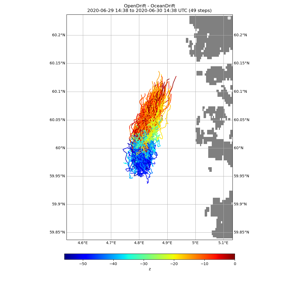 OpenDrift - OceanDrift
2020-06-29 14:38 to 2020-06-30 14:38 UTC (49 steps)
60.2°N 60.2°N
60.15°N 60.15°N
60.1°N 60.1°N
60.05°N 60.05°N
60°N 60°N
59.95°N 59.95°N
59.9°N 59.9°N
59.85°N 59.85°N
4.6°E 4.7°E 4.8°E 4.9°E 5°E 5.1°E
−50 −40 −30 −20 −10 0
z